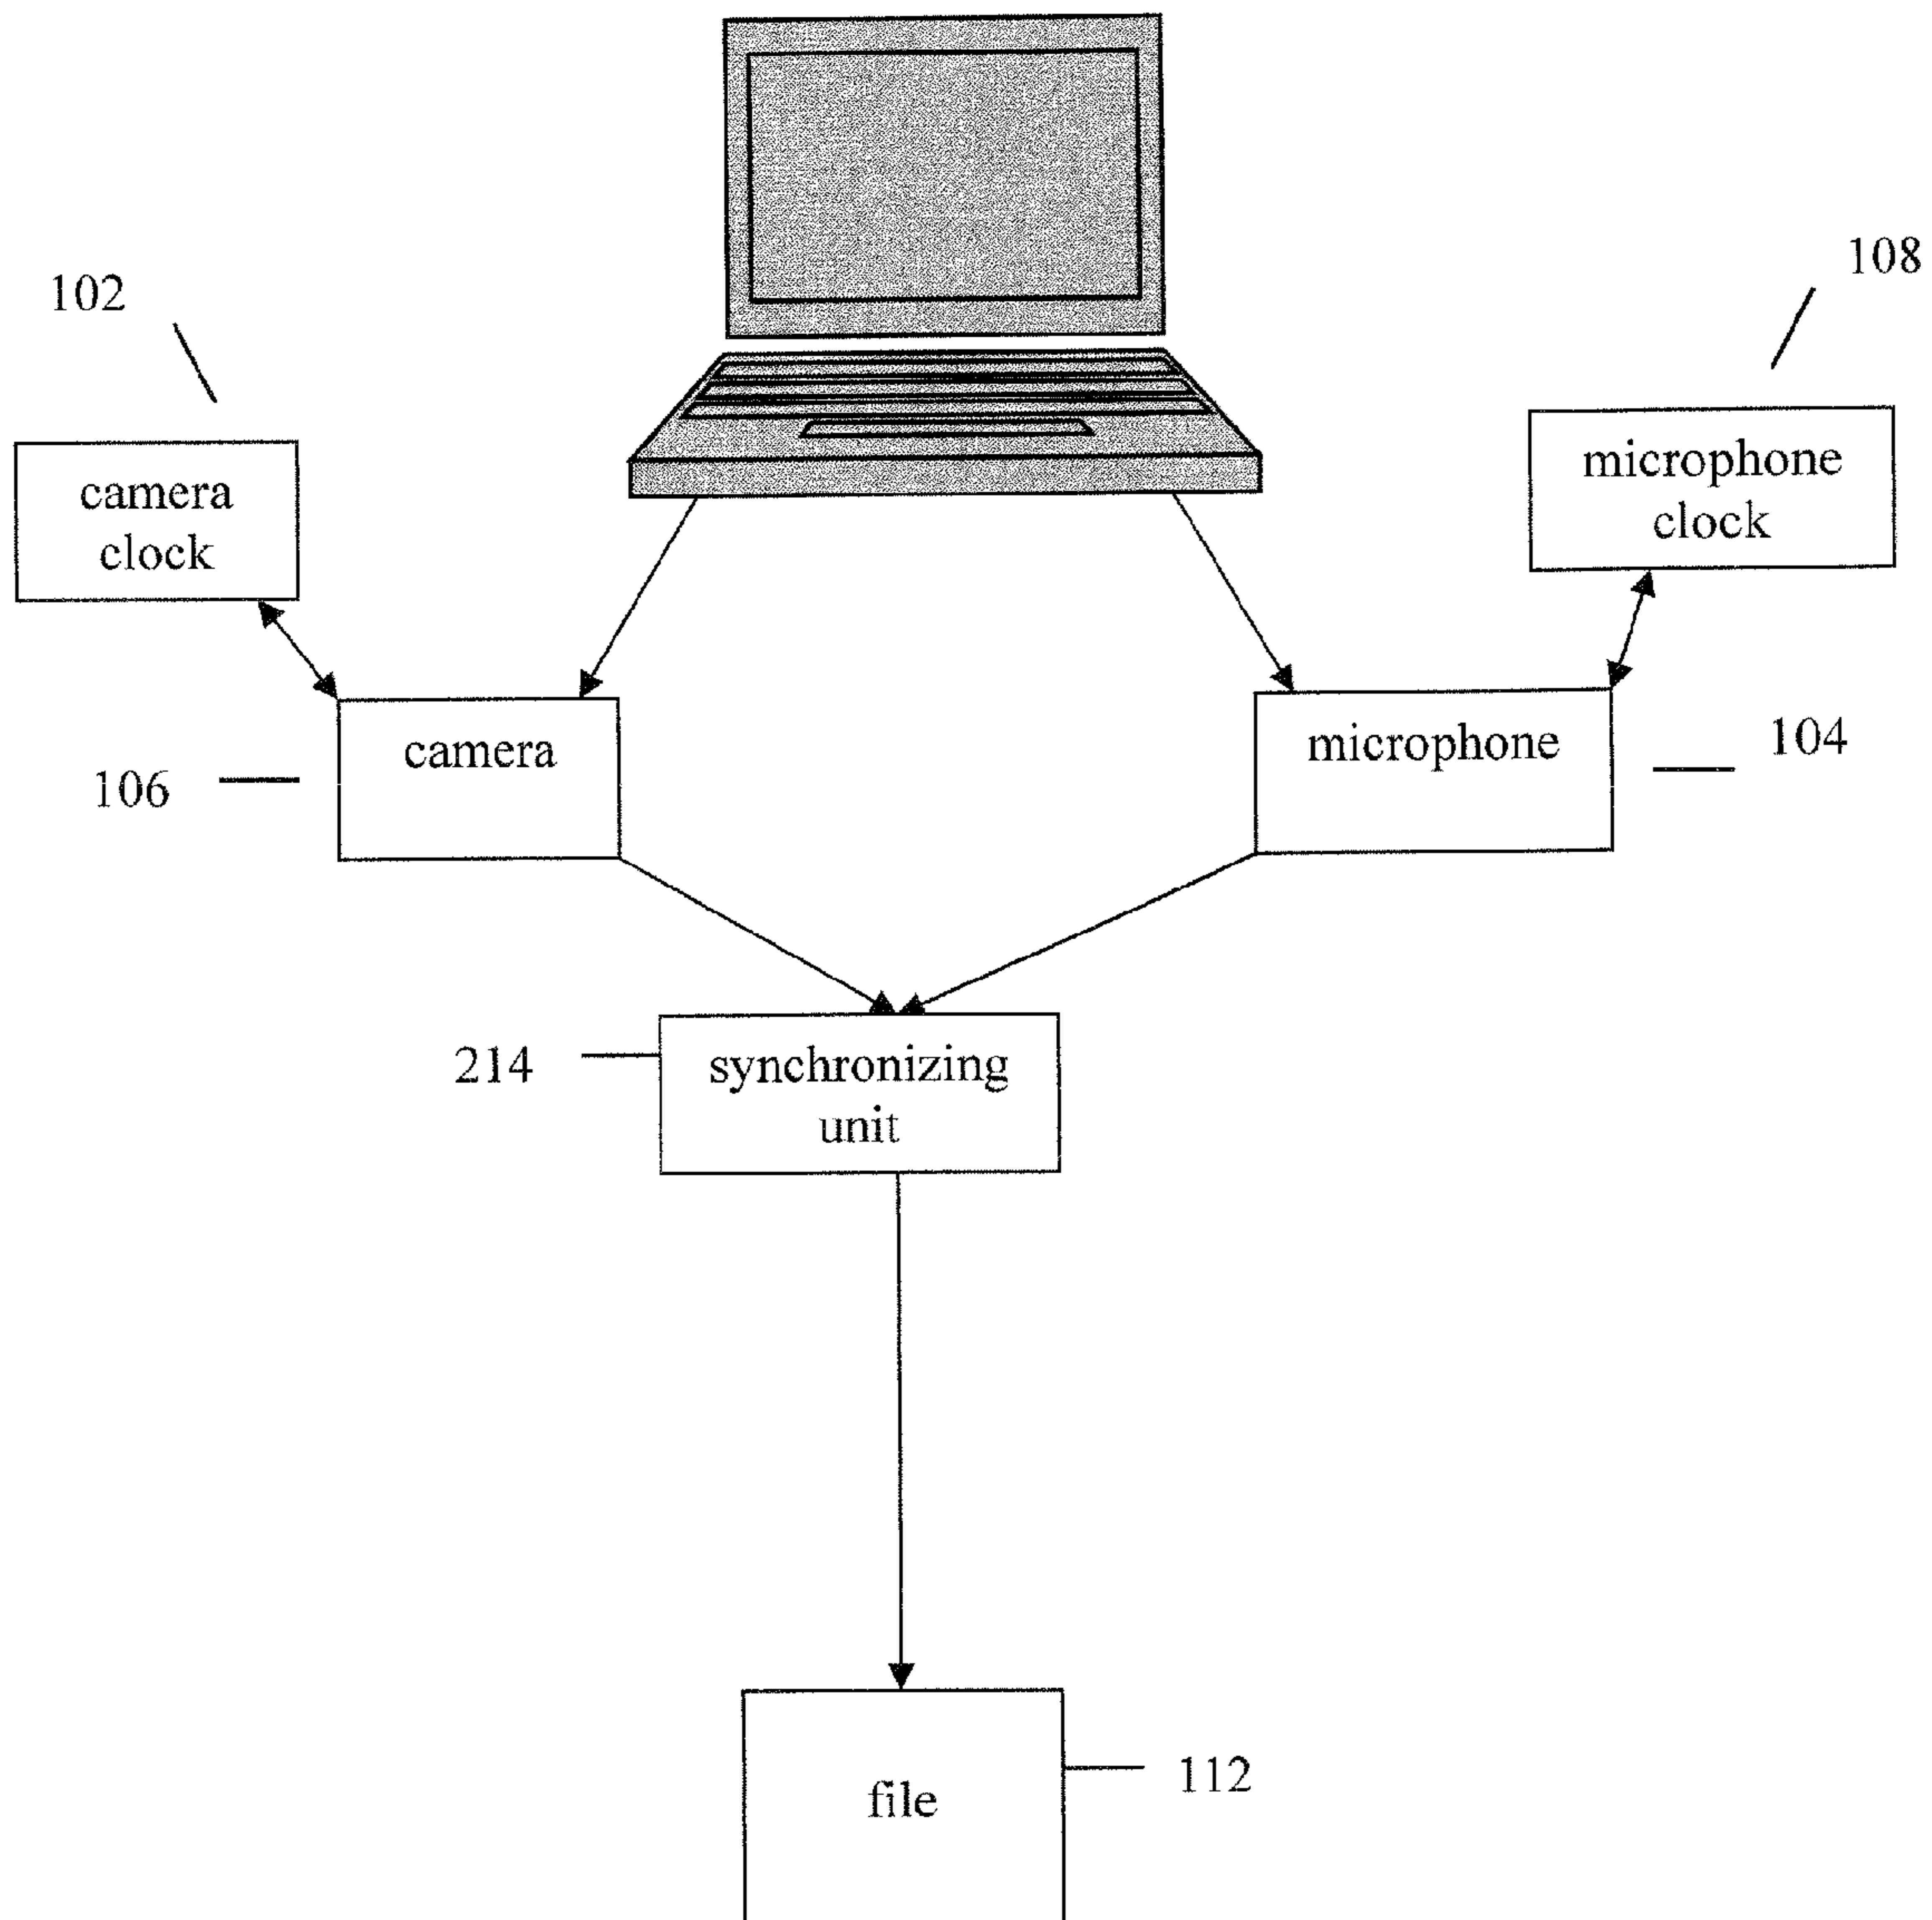 108
102
microphone
clock
camera
clock
104
microphone
camera
106
214
synchronizing
unit
112
file